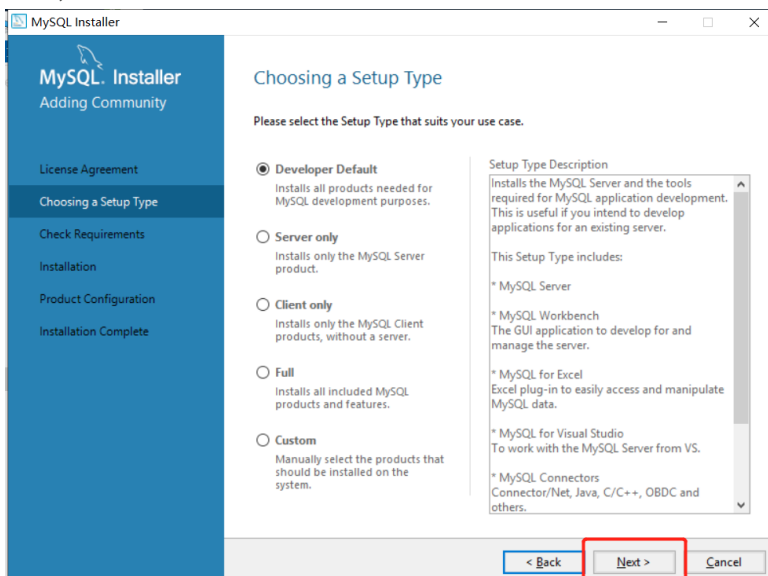 MySQL Installer
MySQL. Installer
Adding Community
License Agreement
Choosing a Setup Type
Check Requirements
Installation
Product Configuration
Installation Complete
Choosing a Setup Type
Please select the Setup Type that suits your use case.
Developer Default
Installs all products needed for
MySQL development purposes.
Server only
Installs only the MySQL Server
product.
Client only
Installs only the MySQL Client
products, without a server.
Full
Installs all included MySQL
products and features.
Custom
Manually select the products that
should be installed on the
system.
Setup Type Description
Installs the MySQL Server and the tools
required for MySQL application development.
This is useful if you intend to develop
applications for an existing server.
This Setup Type includes:
* MySQL Server
* MySQL Workbench
The GUI application to develop for and
manage the server.
* MySQL for Excel
Excel plug-in to easily access and manipulate
MySQL data.
* MySQL for Visual Studio
To work with the MySQL Server from VS.
* MySQL Connectors
Connector/Net, Java, C/C++, OBDC and
others.
< Back
Next >
Cancel